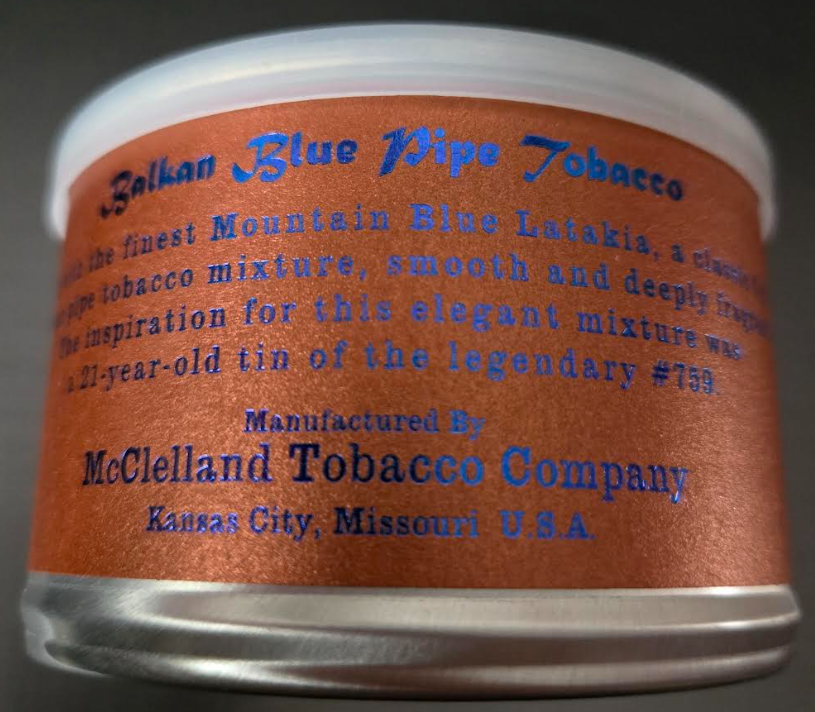 Balkan Blue Pipe Tobacco
the finest Mountain Blue Latakia, a classic
pipe tobacco mixture, smooth and deeply
The inspiration for this elegant mixture was
a 21-year-old tin of the legendary #759.
Manufactured By
McClelland Tobacco Company
Kansas City, Missouri U.S.A.